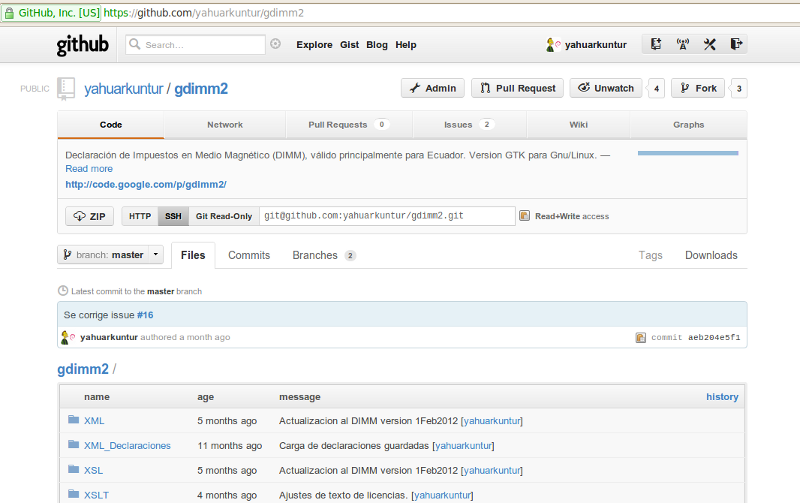 GitHub, Inc. [US] https://github.com/yahuarkuntur/gdimm2
github Search... Explore Gist Blog Help yahuarkuntur
PUBLIC yahuarkuntur / gdimm2 Admin Pull Request Unwatch 4 Fork 3
Code Network Pull Requests 0 Issues 2 Wiki Graphs
Declaración de Impuestos en Medio Magnético (DIMM), válido principalmente para Ecuador. Version GTK para Gnu/Linux. —
Read more
http://code.google.com/p/gdimm2/
ZIP HTTP SSH Git Read-Only git@github.com:yahuarkuntur/gdimm2.git Read+Write access
branch: master Files Commits Branches 2 Tags Downloads
Latest commit to the master branch
Se corrige issue #16
yahuarkuntur authored a month ago commit aeb204e5f1
gdimm2 /
name age message history
XML 5 months ago Actualizacion al DIMM version 1Feb2012 [yahuarkuntur]
XML_Declaraciones 11 months ago Carga de declaraciones guardadas [yahuarkuntur]
XSL 5 months ago Actualizacion al DIMM version 1Feb2012 [yahuarkuntur]
XSLT 4 months ago Ajustes de texto de licencias. [yahuarkuntur]